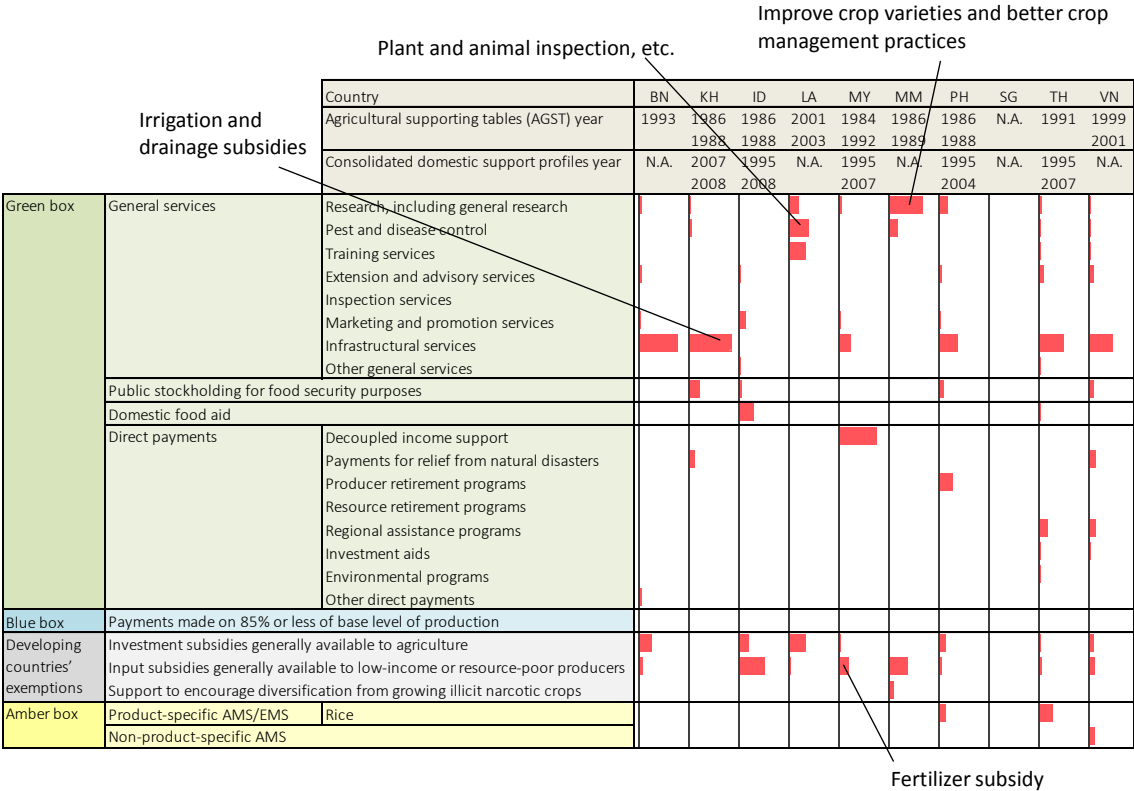 Improve crop varieties and better crop
management practices
Plant and animal inspection, etc.
Irrigation and
drainage subsidies
Country BN KH ID LA MY MM PH SG TH VN
Agricultural supporting tables (AGST) year 1993 1986 1986 2001 1984 1986 1986 N.A. 1991 1999
1988 1988 2003 1992 1989 1988 2001
Consolidated domestic support profiles year N.A. 2007 1995 N.A. 1995 N.A. 1995 N.A. 1995 N.A.
2008 2008 2007 2004 2007
Green box General services Research, including general research
Pest and disease control
Training services
Extension and advisory services
Inspection services
Marketing and promotion services
Infrastructural services
Other general services
Public stockholding for food security purposes
Domestic food aid
Direct payments Decoupled income support
Payments for relief from natural disasters
Producer retirement programs
Resource retirement programs
Regional assistance programs
Investment aids
Environmental programs
Other direct payments
Blue box Payments made on 85% or less of base level of production
Developing Investment subsidies generally available to agriculture
countries' Input subsidies generally available to low-income or resource-poor producers
exemptions Support to encourage diversification from growing illicit narcotic crops
Amber box Product-specific AMS/EMS Rice
Non-product-specific AMS
Fertilizer subsidy